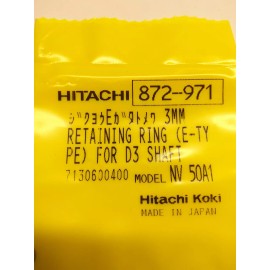 HITACHI 872-971
ｼﾞｸﾖｳEｶﾞﾀﾄﾒﾜ 3MM
RETAINING RING (E-TY
PE) FOR D3 SHAFT
7130600400 MODEL NV 50A1
Hitachi Koki
MADE IN JAPAN